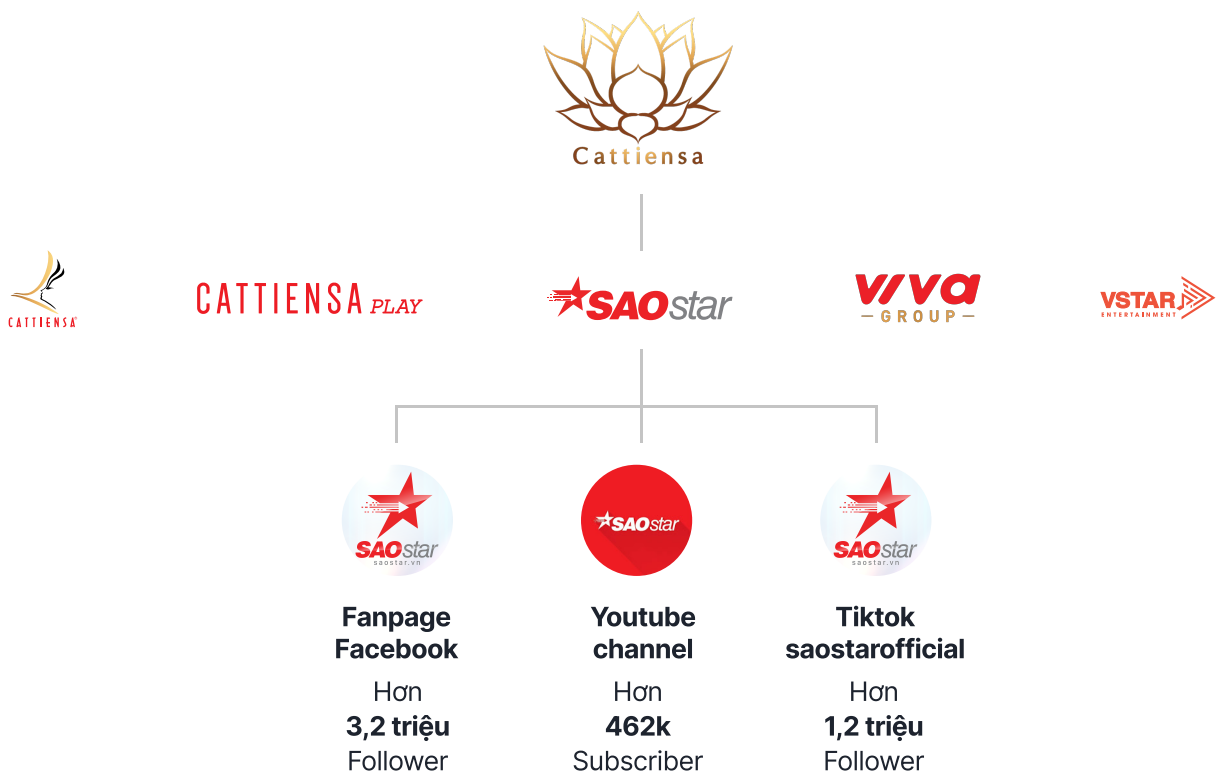 Cattiensa
CATTIENSA
CATTIENSA PLAY
SAOstar
VIVA
GROUP
VSTAR
ENTERTAINMENT
SAOstar
saostar.vn
SAOstar
SAOstar
saostar.vn
Fanpage
Facebook
Hơn
3,2 triệu
Follower
Youtube
channel
Hơn
462k
Subscriber
Tiktok
saostarofficial
Hơn
1,2 triệu
Follower